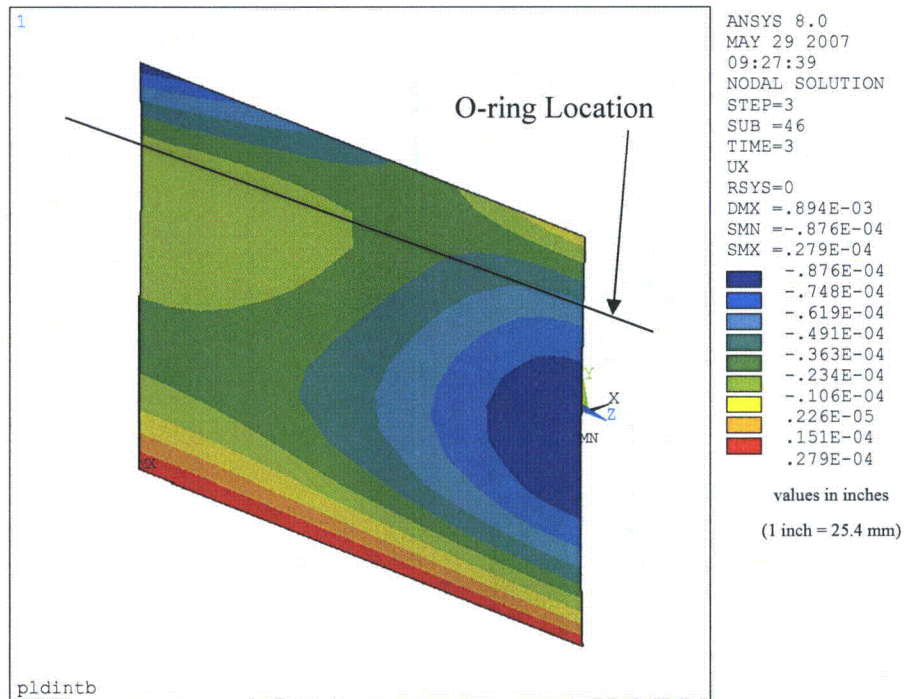 1
ANSYS 8.0
MAY 29 2007
09:27:39
NODAL SOLUTION
STEP=3
SUB =46
TIME=3
UX
RSYS=0
DMX =.894E-03
SMN =-.876E-04
SMX =.279E-04
-.876E-04
-.748E-04
-.619E-04
-.491E-04
-.363E-04
-.234E-04
-.106E-04
.226E-05
.151E-04
.279E-04
values in inches
(1 inch = 25.4 mm)
O-ring Location
Y
X
Z
MN
MX
pldintb